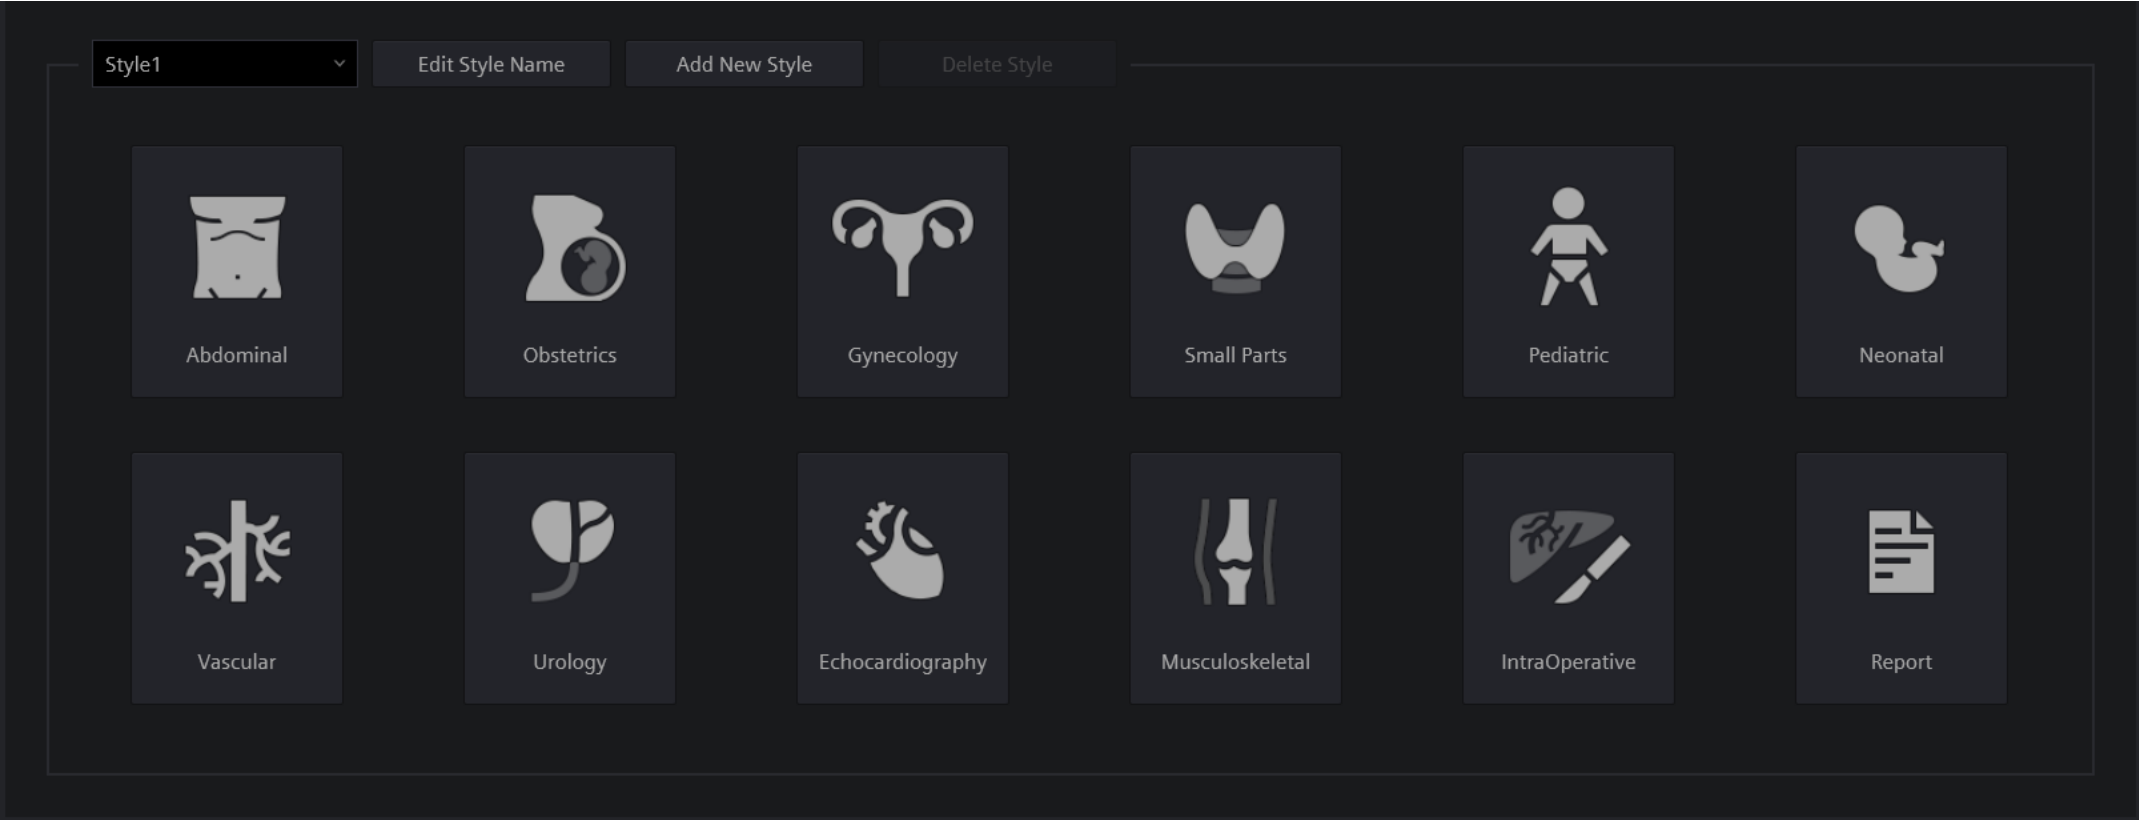 Style1
Edit Style Name
Add New Style
Delete Style
Abdominal
Obstetrics
Gynecology
Small Parts
Pediatric
Neonatal
Vascular
Urology
Echocardiography
Musculoskeletal
IntraOperative
Report